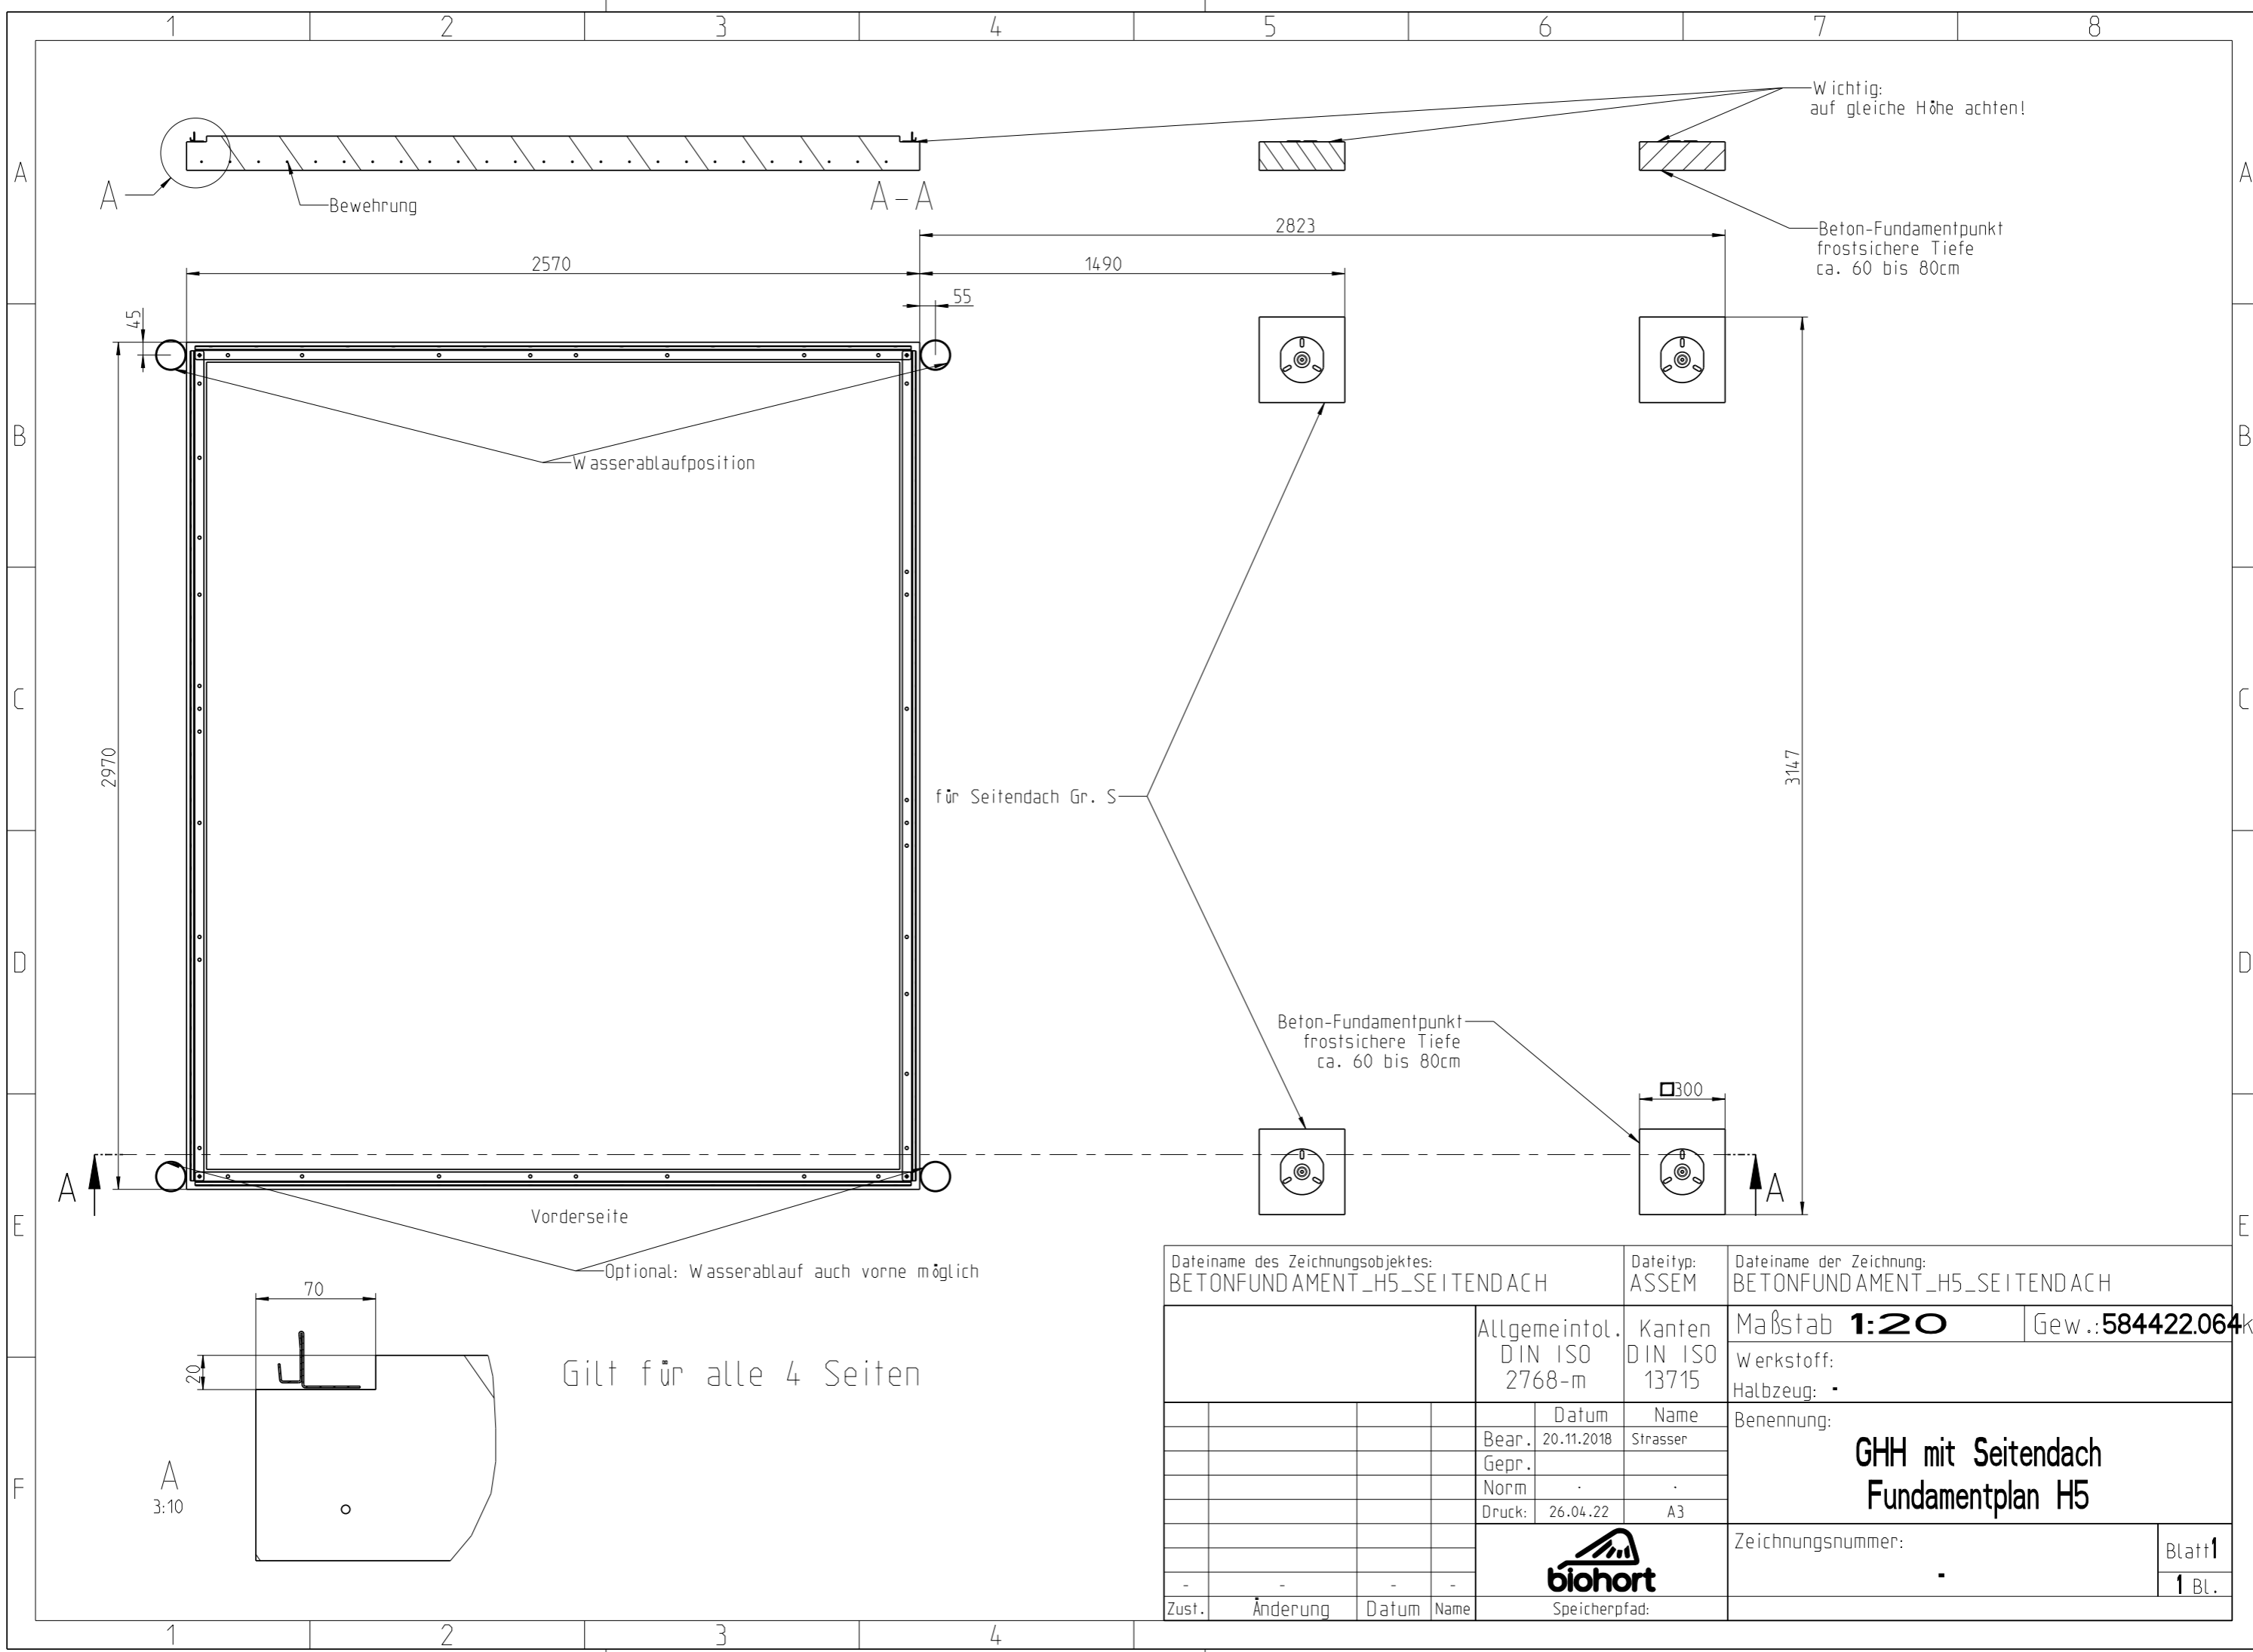 1 2 3 4 5 6 7 8
Wichtig:
auf gleiche Höhe achten!
A
A
A
Bewehrung
A-A
2823
Beton-Fundamentpunkt
frostsichere Tiefe
ca. 60 bis 80cm
2570
1490
55
45
B
B
Wasserablaufposition
C
C
2970
3147
für Seitendach Gr. S
D
D
Beton-Fundamentpunkt
frostsichere Tiefe
ca. 60 bis 80cm
300
A
A
Vorderseite
E
E
Optional: Wasserablauf auch vorne möglich
70
20
Gilt für alle 4 Seiten
A
3:10
F
Dateiname des Zeichnungsobjektes:
BETONFUNDAMENT_H5_SEITENDACH
Dateityp:
ASSEM
Dateiname der Zeichnung:
BETONFUNDAMENT_H5_SEITENDACH
Allgemeintol.
DIN ISO
2768-m
Kanten
DIN ISO
13715
Maßstab 1:20
Gew.:584422.064k
Werkstoff:
Halbzeug: -
Datum Name
Bear. 20.11.2018 Strasser
Gepr.
Norm . .
Druck: 26.04.22 A3
Benennung:
GHH mit Seitendach
Fundamentplan H5
biohort
Zeichnungsnummer:
-
Blatt1
1 Bl.
- - - -
Zust. Änderung Datum Name
Speicherpfad:
1 2 3 4